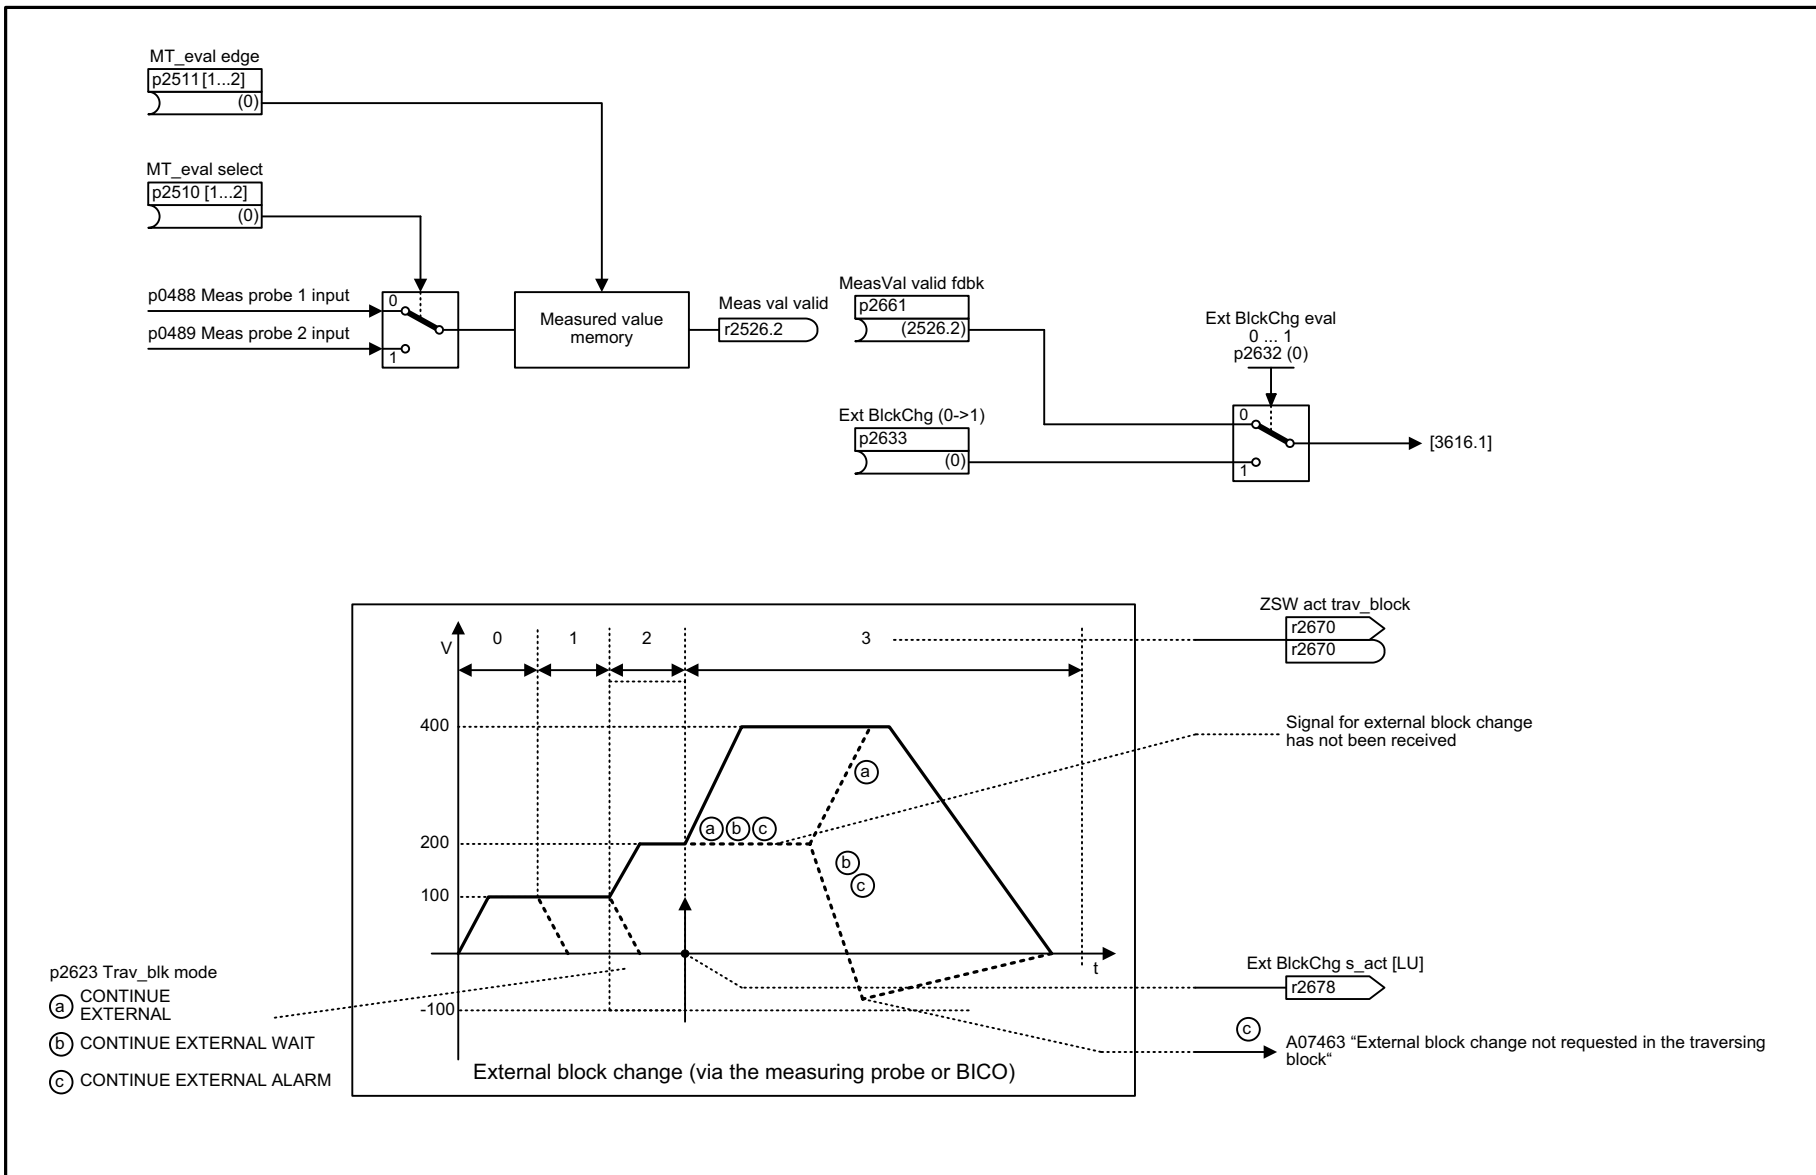 MT_eval edge
p2511 [1...2]
(0)
MT_eval select
p2510 [1...2]
(0)
p0488 Meas probe 1 input
p0489 Meas probe 2 input
0
1
Measured value
memory
Meas val valid
r2526.2
MeasVal valid fdbk
p2661
(2526.2)
Ext BlckChg (0->1)
p2633
(0)
Ext BlckChg eval
0 ... 1
p2632 (0)
0
1
[3616.1]
V
0
1
2
3
400
200
100
-100
t
a
a b c
b
c
External block change (via the measuring probe or BICO)
ZSW act trav_block
r2670
r2670
Signal for external block change
has not been received
Ext BlckChg s_act [LU]
r2678
c
A07463 “External block change not requested in the traversing
block“
p2623 Trav_blk mode
a CONTINUE
EXTERNAL
b CONTINUE EXTERNAL WAIT
c CONTINUE EXTERNAL ALARM